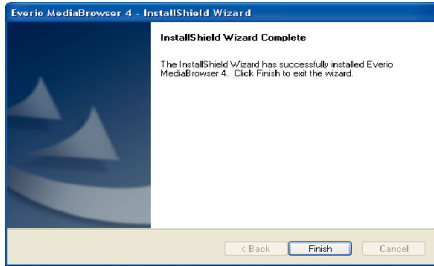 Everio MediaBrowser 4 - InstallShield Wizard
InstallShield Wizard Complete
The InstallShield Wizard has successfully installed Everio
MediaBrowser 4. Click Finish to exit the wizard.
< Back
Finish
Cancel